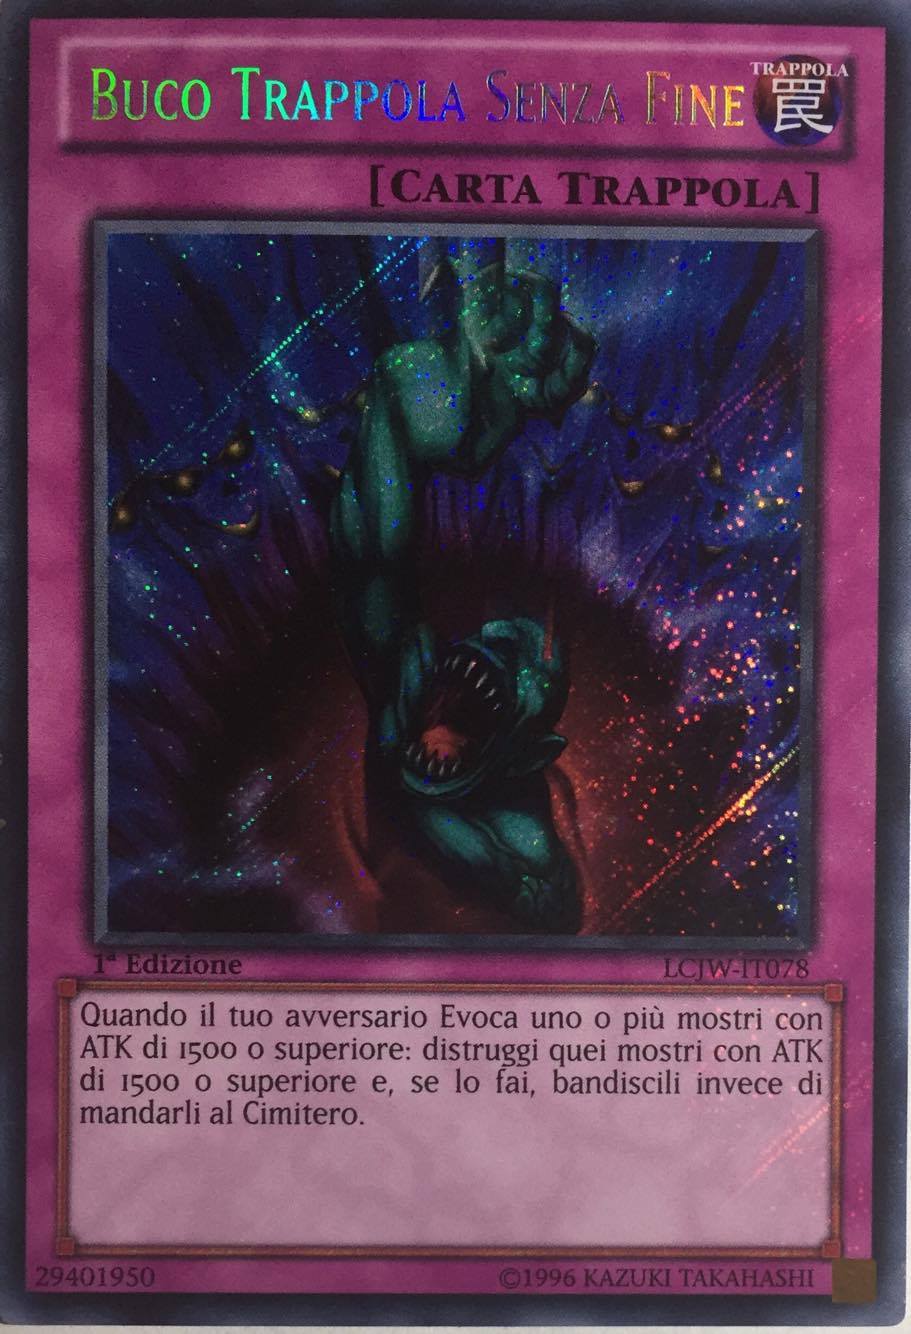 BUCO TRAPPOLA SENZA FINE
TRAPPOLA
罠
[CARTA TRAPPOLA]
1ª Edizione
LCJW-IT078
Quando il tuo avversario Evoca uno o più mostri con
ATK di 1500 o superiore: distruggi quei mostri con ATK
di 1500 o superiore e, se lo fai, bandiscili invece di
mandarli al Cimitero.
29401950
©1996 KAZUKI TAKAHASHI